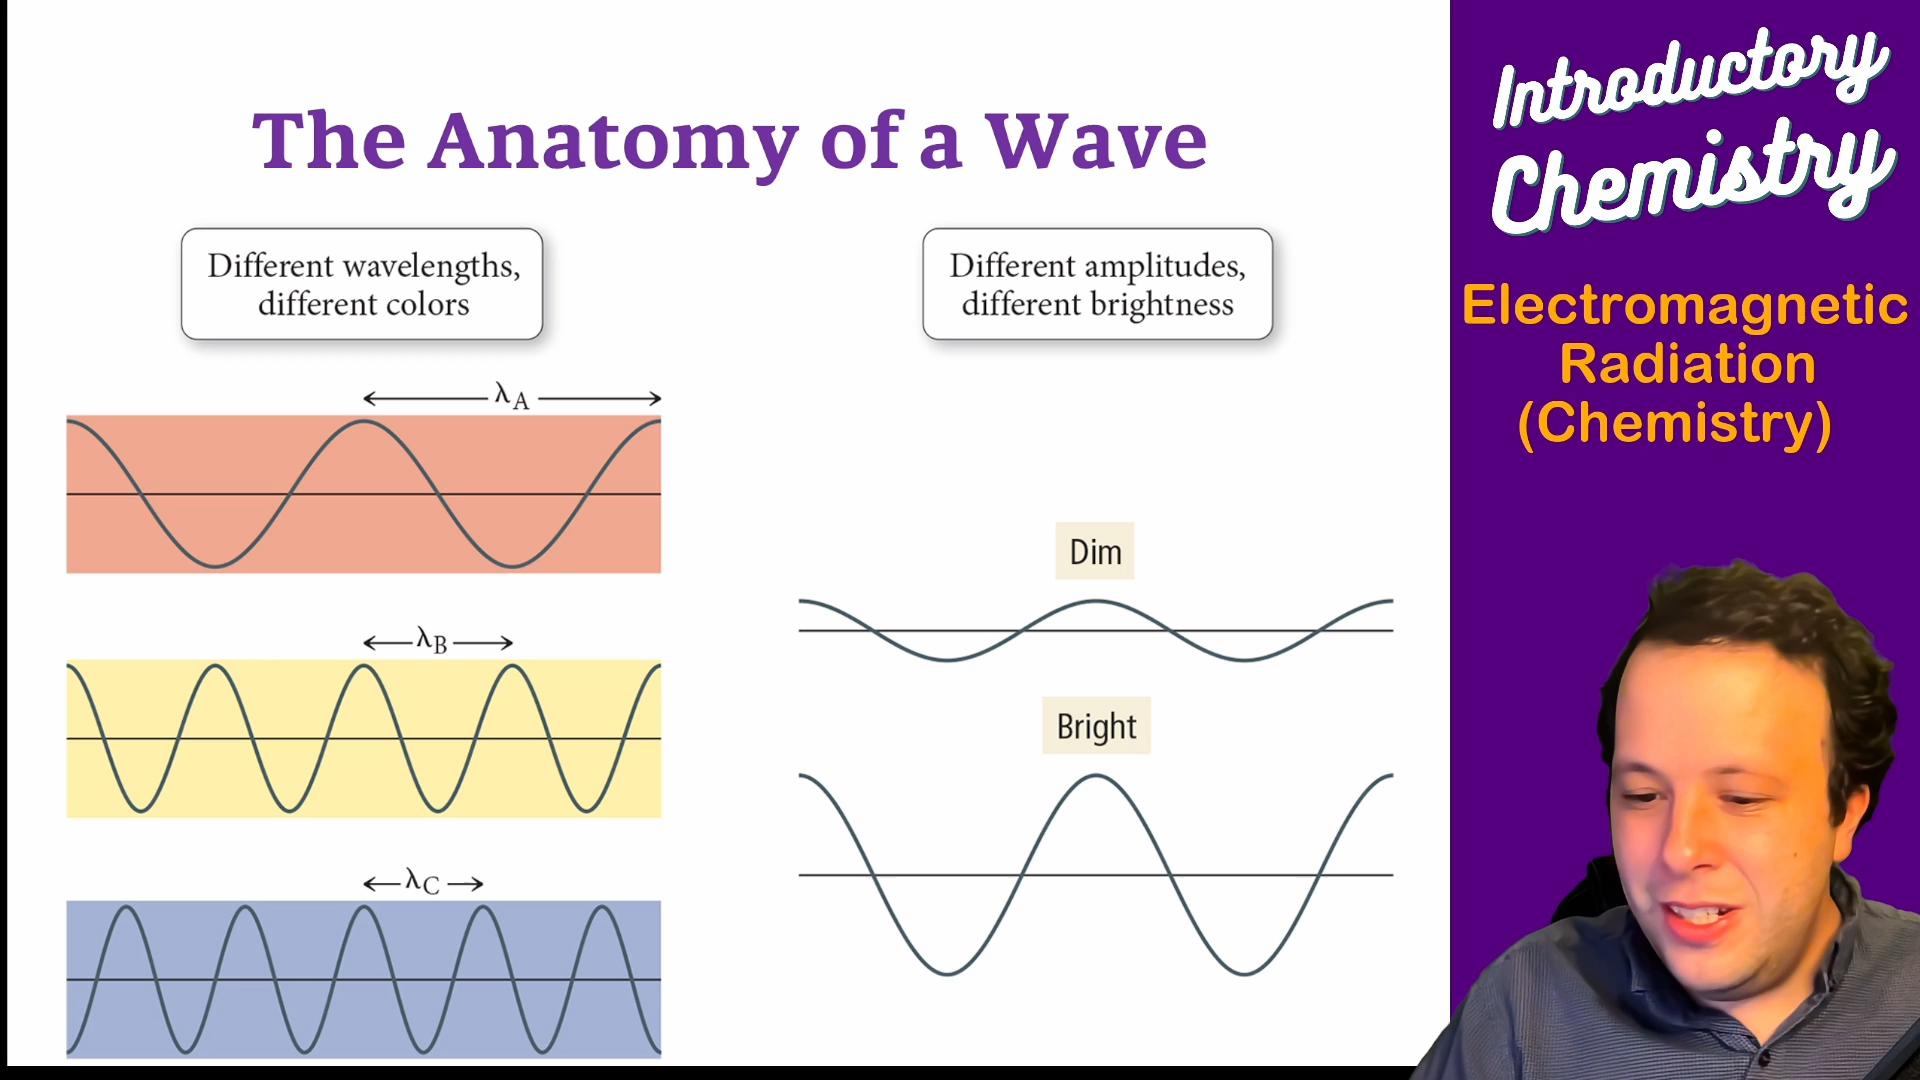 The Anatomy of a Wave
Different wavelengths,
different colors
Different amplitudes,
different brightness
λA
λB
λC
Dim
Bright
Introductory
Chemistry
Electromagnetic
Radiation
(Chemistry)